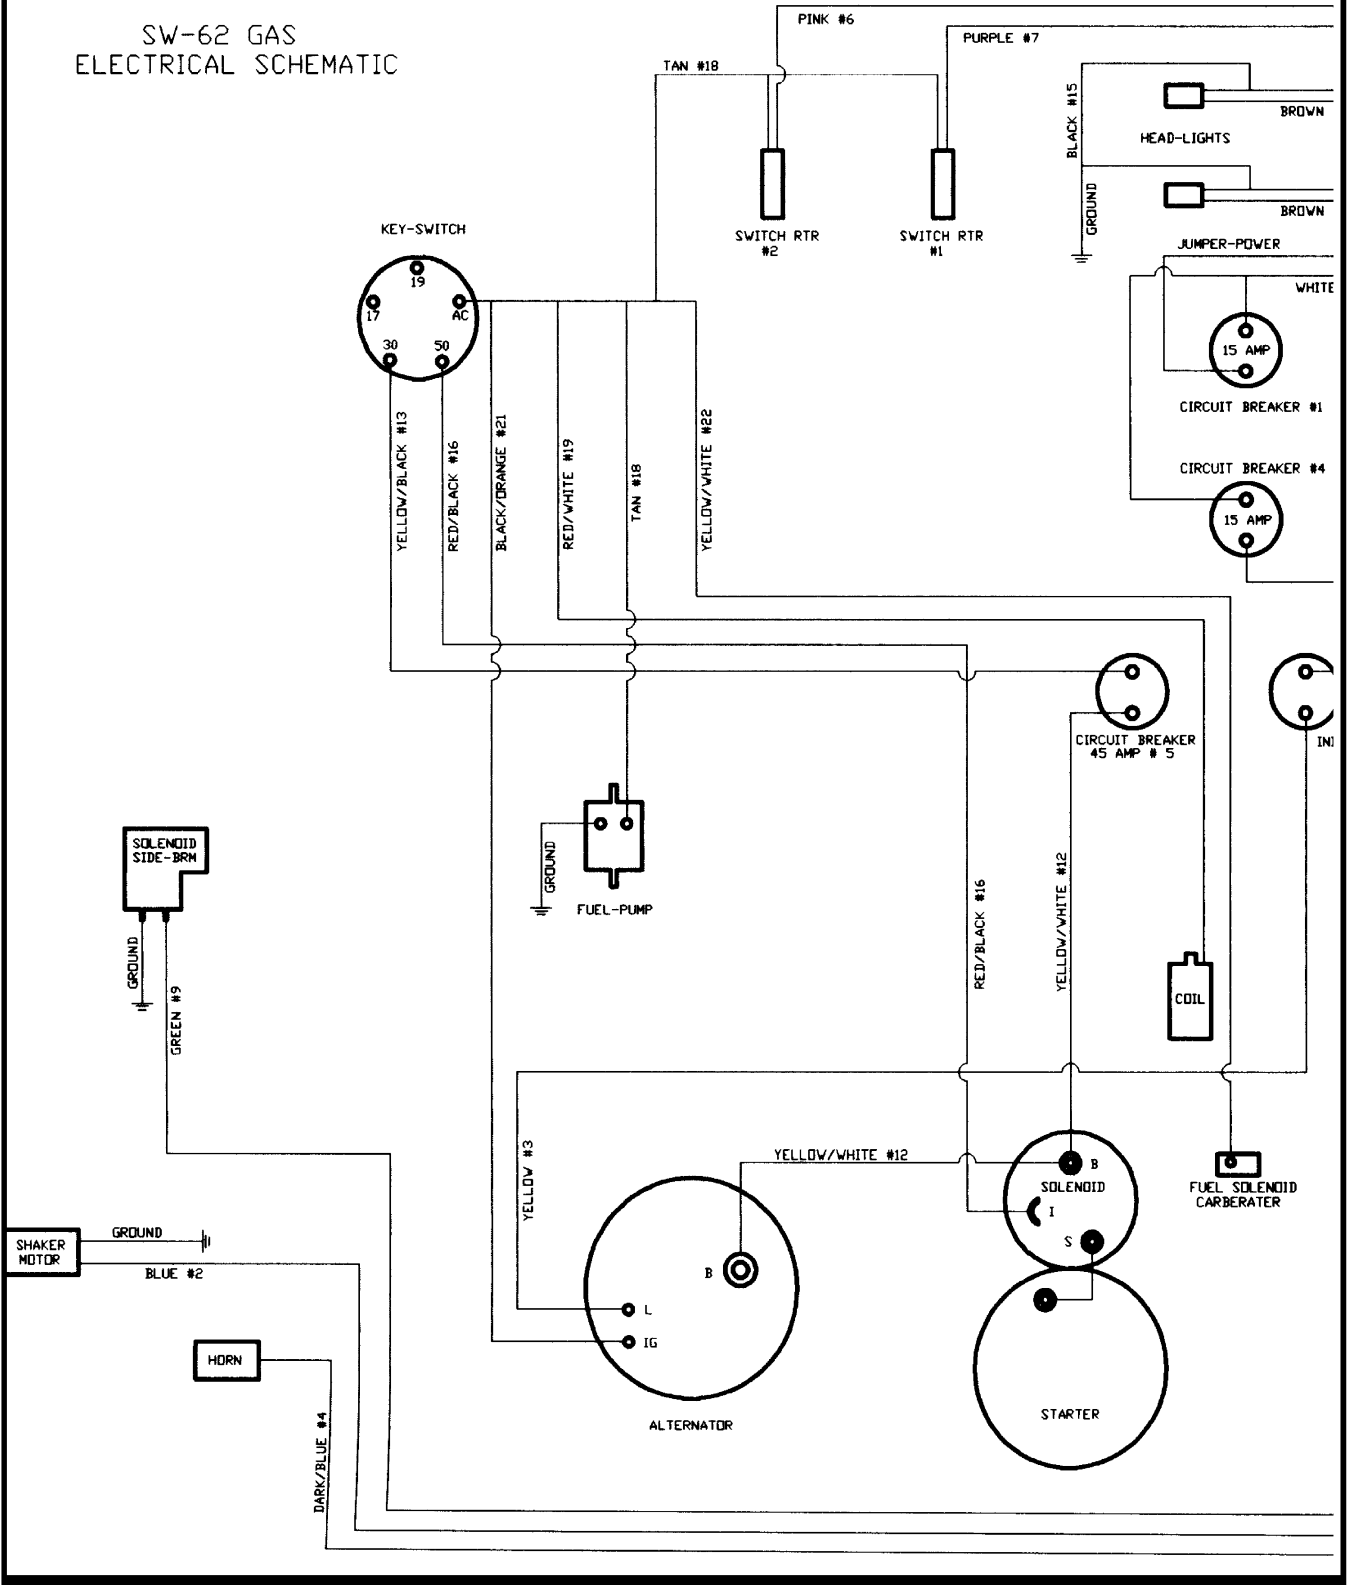 SW-62 GAS
ELECTRICAL SCHEMATIC
PINK #6
PURPLE #7
TAN #18
BLACK #15
BROWN
HEAD-LIGHTS
GROUND
BROWN
SWITCH RTR
#2
SWITCH RTR
#1
KEY-SWITCH
19
17
AC
30
50
JUMPER-POWER
WHITE
15 AMP
CIRCUIT BREAKER #1
CIRCUIT BREAKER #4
15 AMP
YELLOW/BLACK #13
RED/BLACK #16
BLACK/ORANGE #21
RED/WHITE #19
TAN #18
YELLOW/WHITE #22
CIRCUIT BREAKER
45 AMP # 5
IN
SOLENOID
SIDE-BRM
GROUND
GREEN #9
GROUND
FUEL-PUMP
RED/BLACK #16
YELLOW/WHITE #12
COIL
YELLOW #3
YELLOW/WHITE #12
B
SOLENOID
I
S
FUEL SOLENOID
CARBERATER
SHAKER
MOTOR
GROUND
BLUE #2
B
L
IG
HORN
DARK/BLUE #4
ALTERNATOR
STARTER